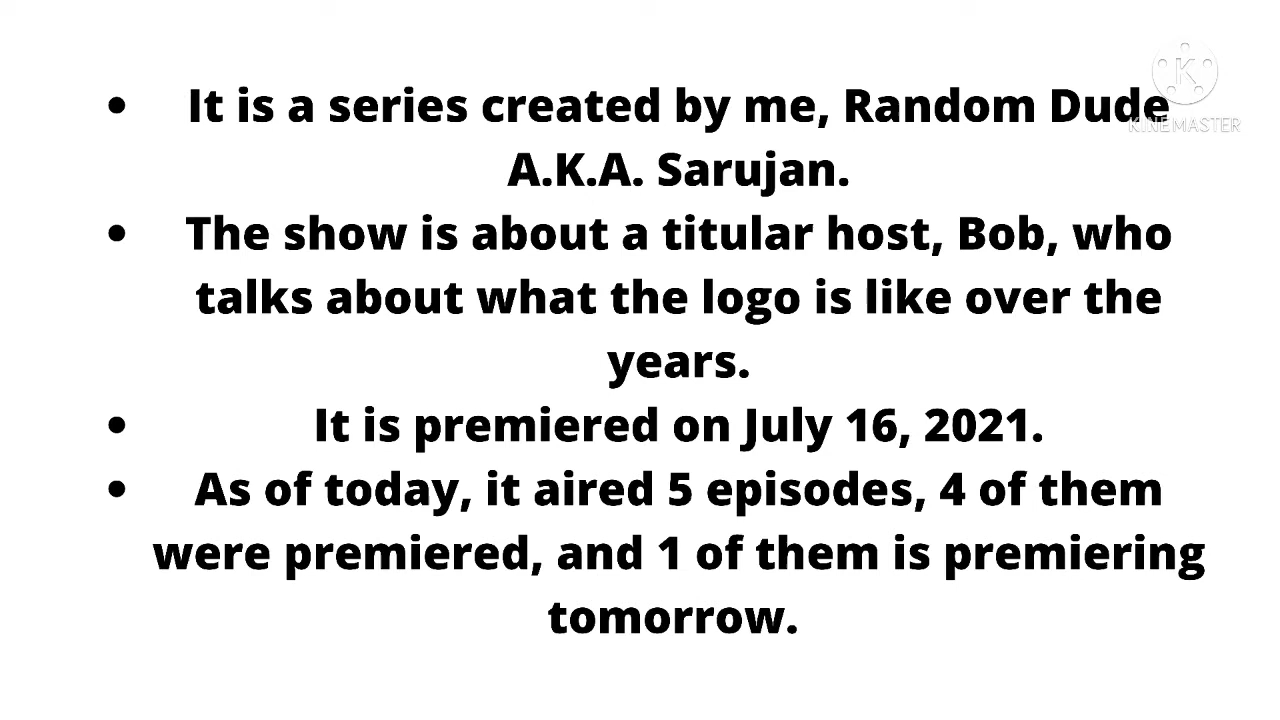 • It is a series created by me, Random Dude
A.K.A. Sarujan.
• The show is about a titular host, Bob, who
talks about what the logo is like over the
years.
• It is premiered on July 16, 2021.
• As of today, it aired 5 episodes, 4 of them
were premiered, and 1 of them is premiering
tomorrow.
K
KINEMASTER